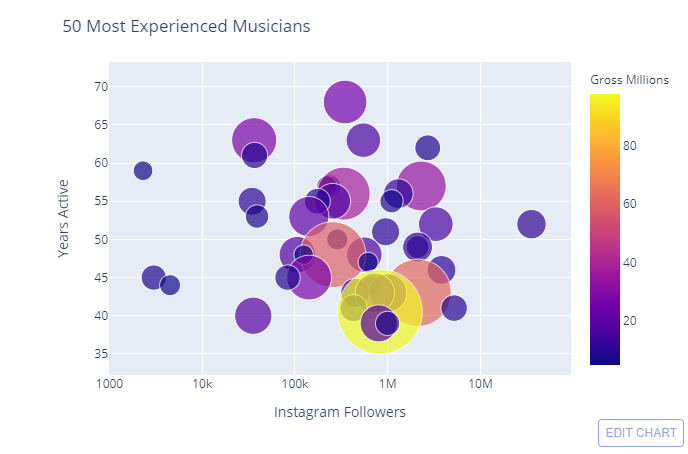 50 Most Experienced Musicians
Gross Millions
80
60
40
20
Years Active
70
65
60
55
50
45
40
35
1000
10k
100k
1M
10M
Instagram Followers
EDIT CHART